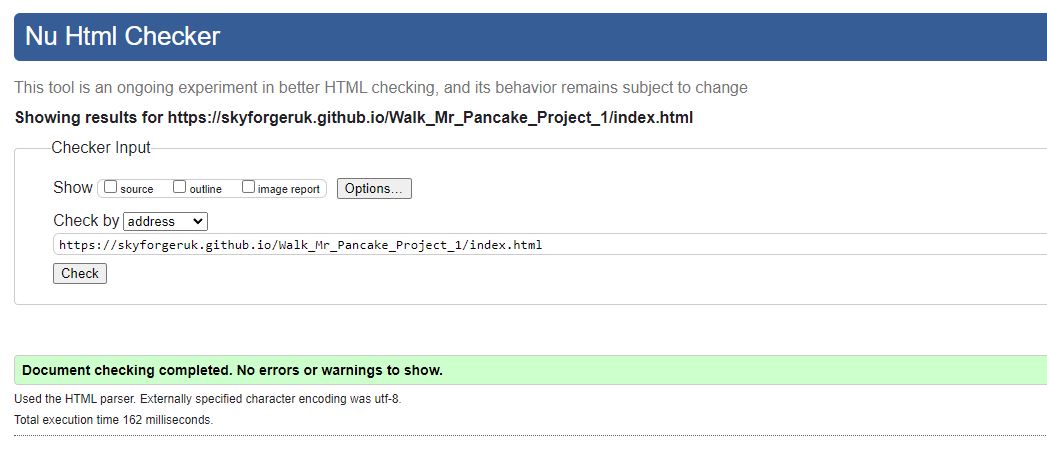 Nu Html Checker
This tool is an ongoing experiment in better HTML checking, and its behavior remains subject to change
Showing results for https://skyforgeruk.github.io/Walk_Mr_Pancake_Project_1/index.html
Checker Input
Show source outline image report Options...
Check by address
https://skyforgeruk.github.io/Walk_Mr_Pancake_Project_1/index.html
Check
Document checking completed. No errors or warnings to show.
Used the HTML parser. Externally specified character encoding was utf-8.
Total execution time 162 milliseconds.